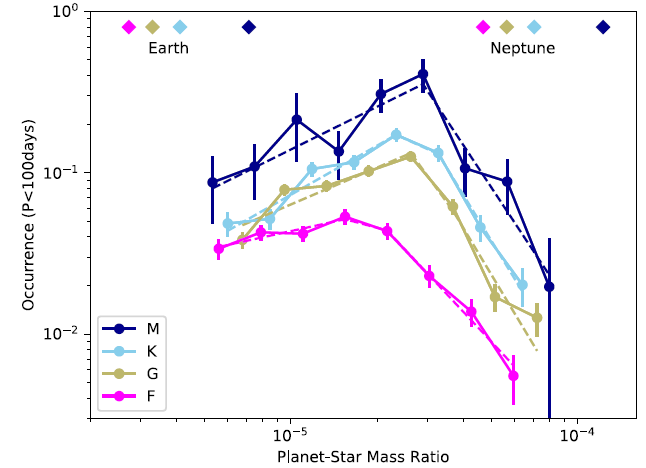 Earth Neptune
10⁰
10⁻¹
10⁻²
Occurrence (P<100days)
M
K
G
F
10⁻⁵ 10⁻⁴
Planet-Star Mass Ratio